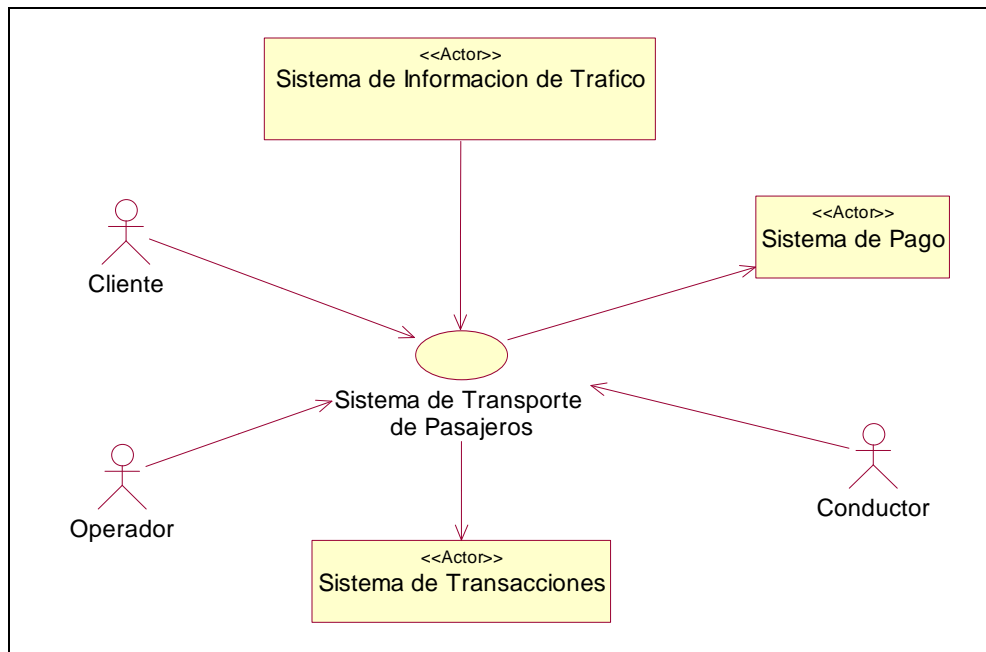 <<Actor>>
Sistema de Informacion de Trafico
<<Actor>>
Sistema de Pago
Cliente
Sistema de Transporte
de Pasajeros
Operador
Conductor
<<Actor>>
Sistema de Transacciones